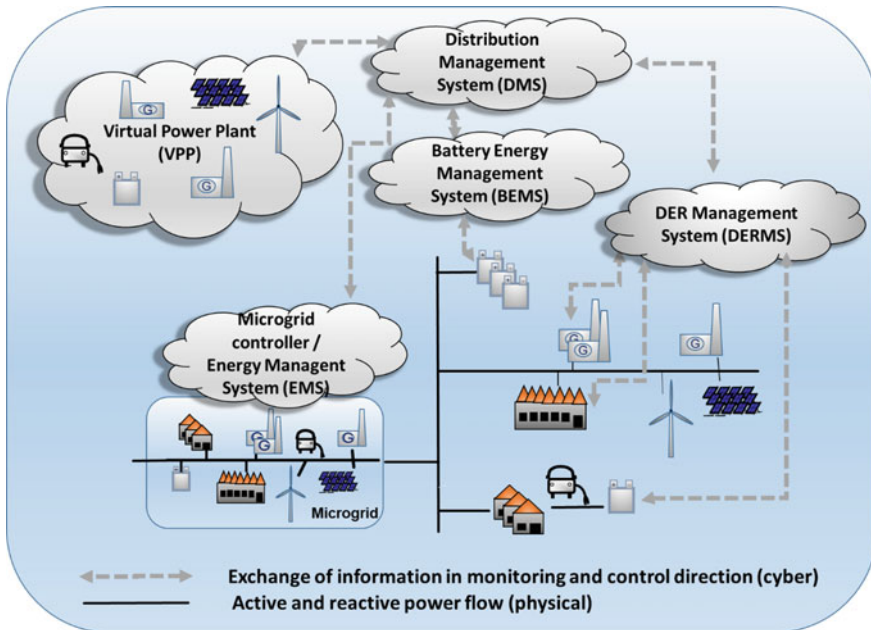 Distribution
Management
System (DMS)
Virtual Power Plant
(VPP)
G
G
Battery Energy
Management
System (BEMS)
DER Management
System (DERMS)
Microgrid
controller /
Energy Managent
System (EMS)
G
G
G
G
G
G
Microgrid
Exchange of information in monitoring and control direction (cyber)
Active and reactive power flow (physical)